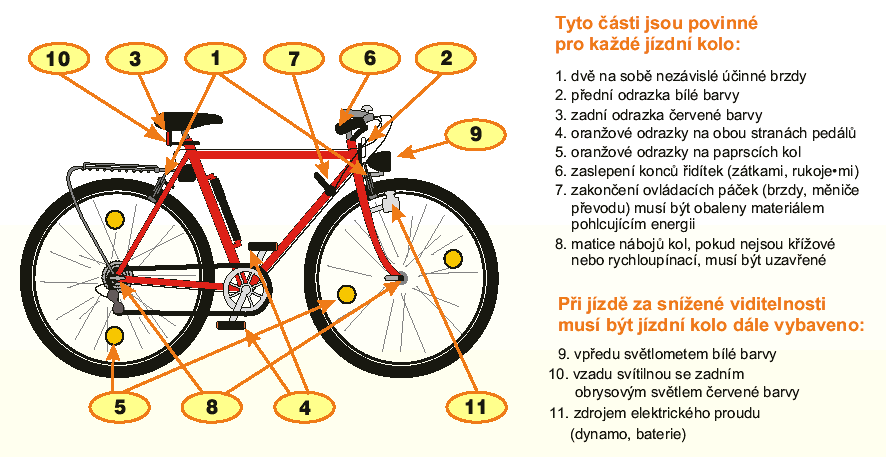 Tyto části jsou povinné
pro každé jízdní kolo:
10 3 1 7 6 2
1. dvě na sobě nezávislé účinné brzdy
2. přední odrazka bílé barvy
3. zadní odrazka červené barvy
4. oranžové odrazky na obou stranách pedálů
5. oranžové odrazky na paprscích kol
6. zaslepení konců řidítek (zátkami, rukoje•mi)
7. zakončení ovládacích páček (brzdy, měniče
převodu) musí být obaleny materiálem
pohlcujícím energii
8. matice nábojů kol, pokud nejsou křížové
nebo rychloupínací, musí být uzavřené
9
Při jízdě za snížené viditelnosti
musí být jízdní kolo dále vybaveno:
9. vpředu světlometem bílé barvy
10. vzadu svítilnou se zadním
obrysovým světlem červené barvy
11. zdrojem elektrického proudu
(dynamo, baterie)
5 8 4 11